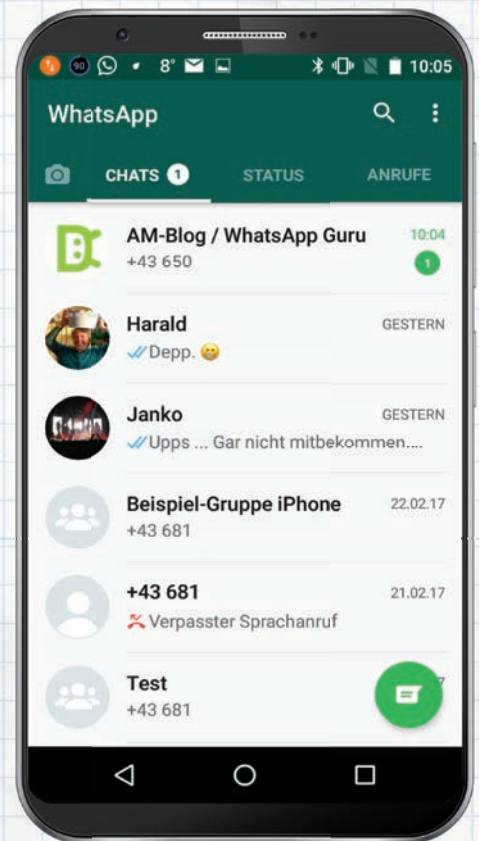 90
8°
10:05
WhatsApp
CHATS 1
STATUS
ANRUFE
AM-Blog / WhatsApp Guru
10:04
+43 650
1
Harald
GESTERN
Depp. 😁
Janko
GESTERN
Upps ... Gar nicht mitbekommen....
Beispiel-Gruppe iPhone
22.02.17
+43 681
+43 681
21.02.17
Verpasster Sprachanruf
Test
7
+43 681